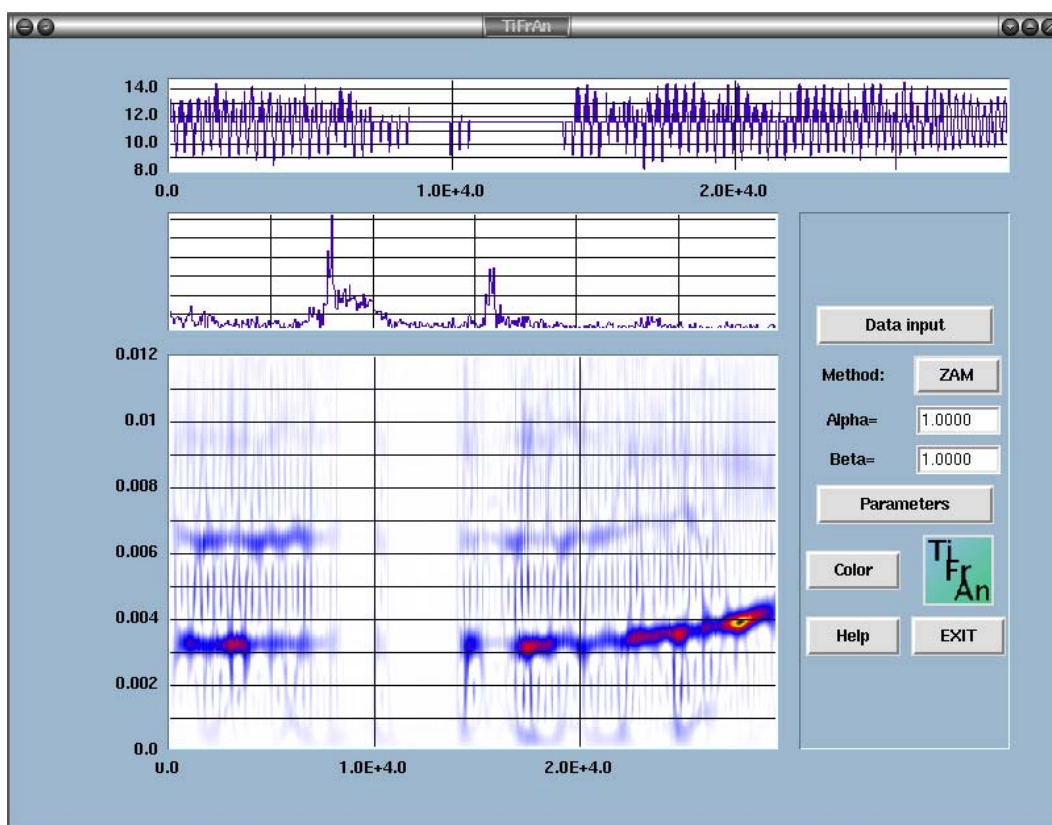 TiFrAn
14.0
12.0
10.0
8.0
0.0
1.0E+4.0
2.0E+4.0
0.012
0.01
0.008
0.006
0.004
0.002
0.0
0.0
1.0E+4.0
2.0E+4.0
Data input
Method:
ZAM
Alpha=
1.0000
Beta=
1.0000
Parameters
Color
Ti
Fr
An
Help
EXIT